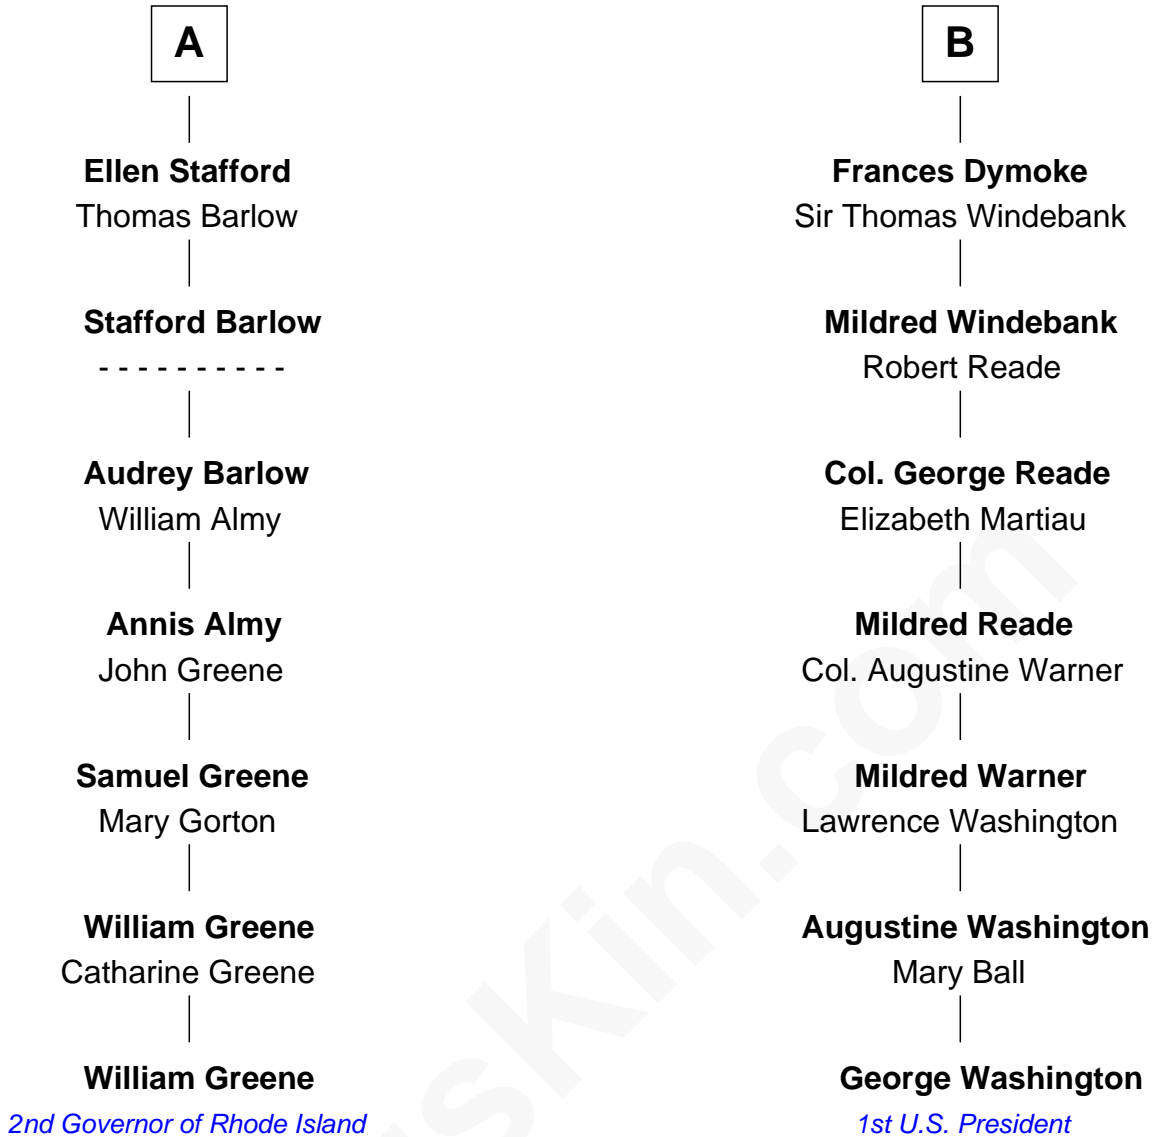 A
Ellen Stafford
Thomas Barlow
Stafford Barlow
- - - - - - - - - -
Audrey Barlow
William Almy
Annis Almy
John Greene
Samuel Greene
Mary Gorton
William Greene
Catharine Greene
William Greene
2nd Governor of Rhode Island
B
Frances Dymoke
Sir Thomas Windebank
Mildred Windebank
Robert Reade
Col. George Reade
Elizabeth Martiau
Mildred Reade
Col. Augustine Warner
Mildred Warner
Lawrence Washington
Augustine Washington
Mary Ball
George Washington
1st U.S. President
usKin.com